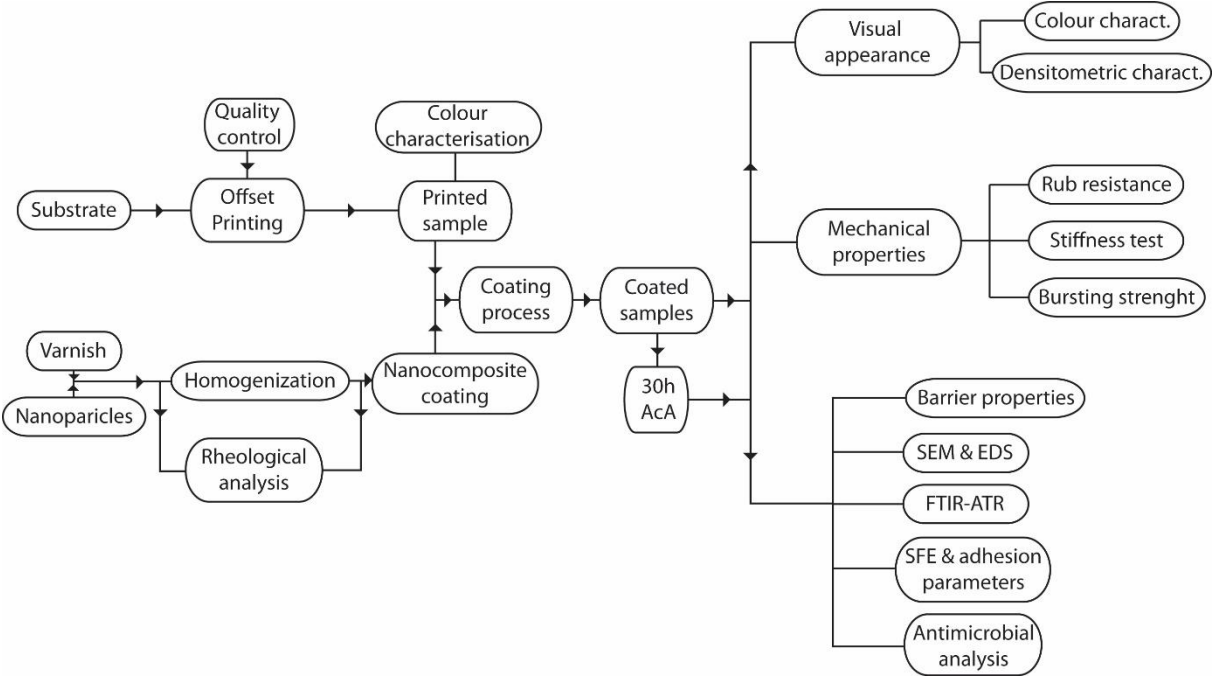 Quality
control
Colour
characterisation
Substrate
Offset
Printing
Printed
sample
Varnish
Nanoparicles
Homogenization
Rheological
analysis
Nanocomposite
coating
Coating
process
Coated
samples
30h
AcA
Visual
appearance
Colour charact.
Densitometric charact.
Mechanical
properties
Rub resistance
Stiffness test
Bursting strenght
Barrier properties
SEM & EDS
FTIR-ATR
SFE & adhesion
parameters
Antimicrobial
analysis